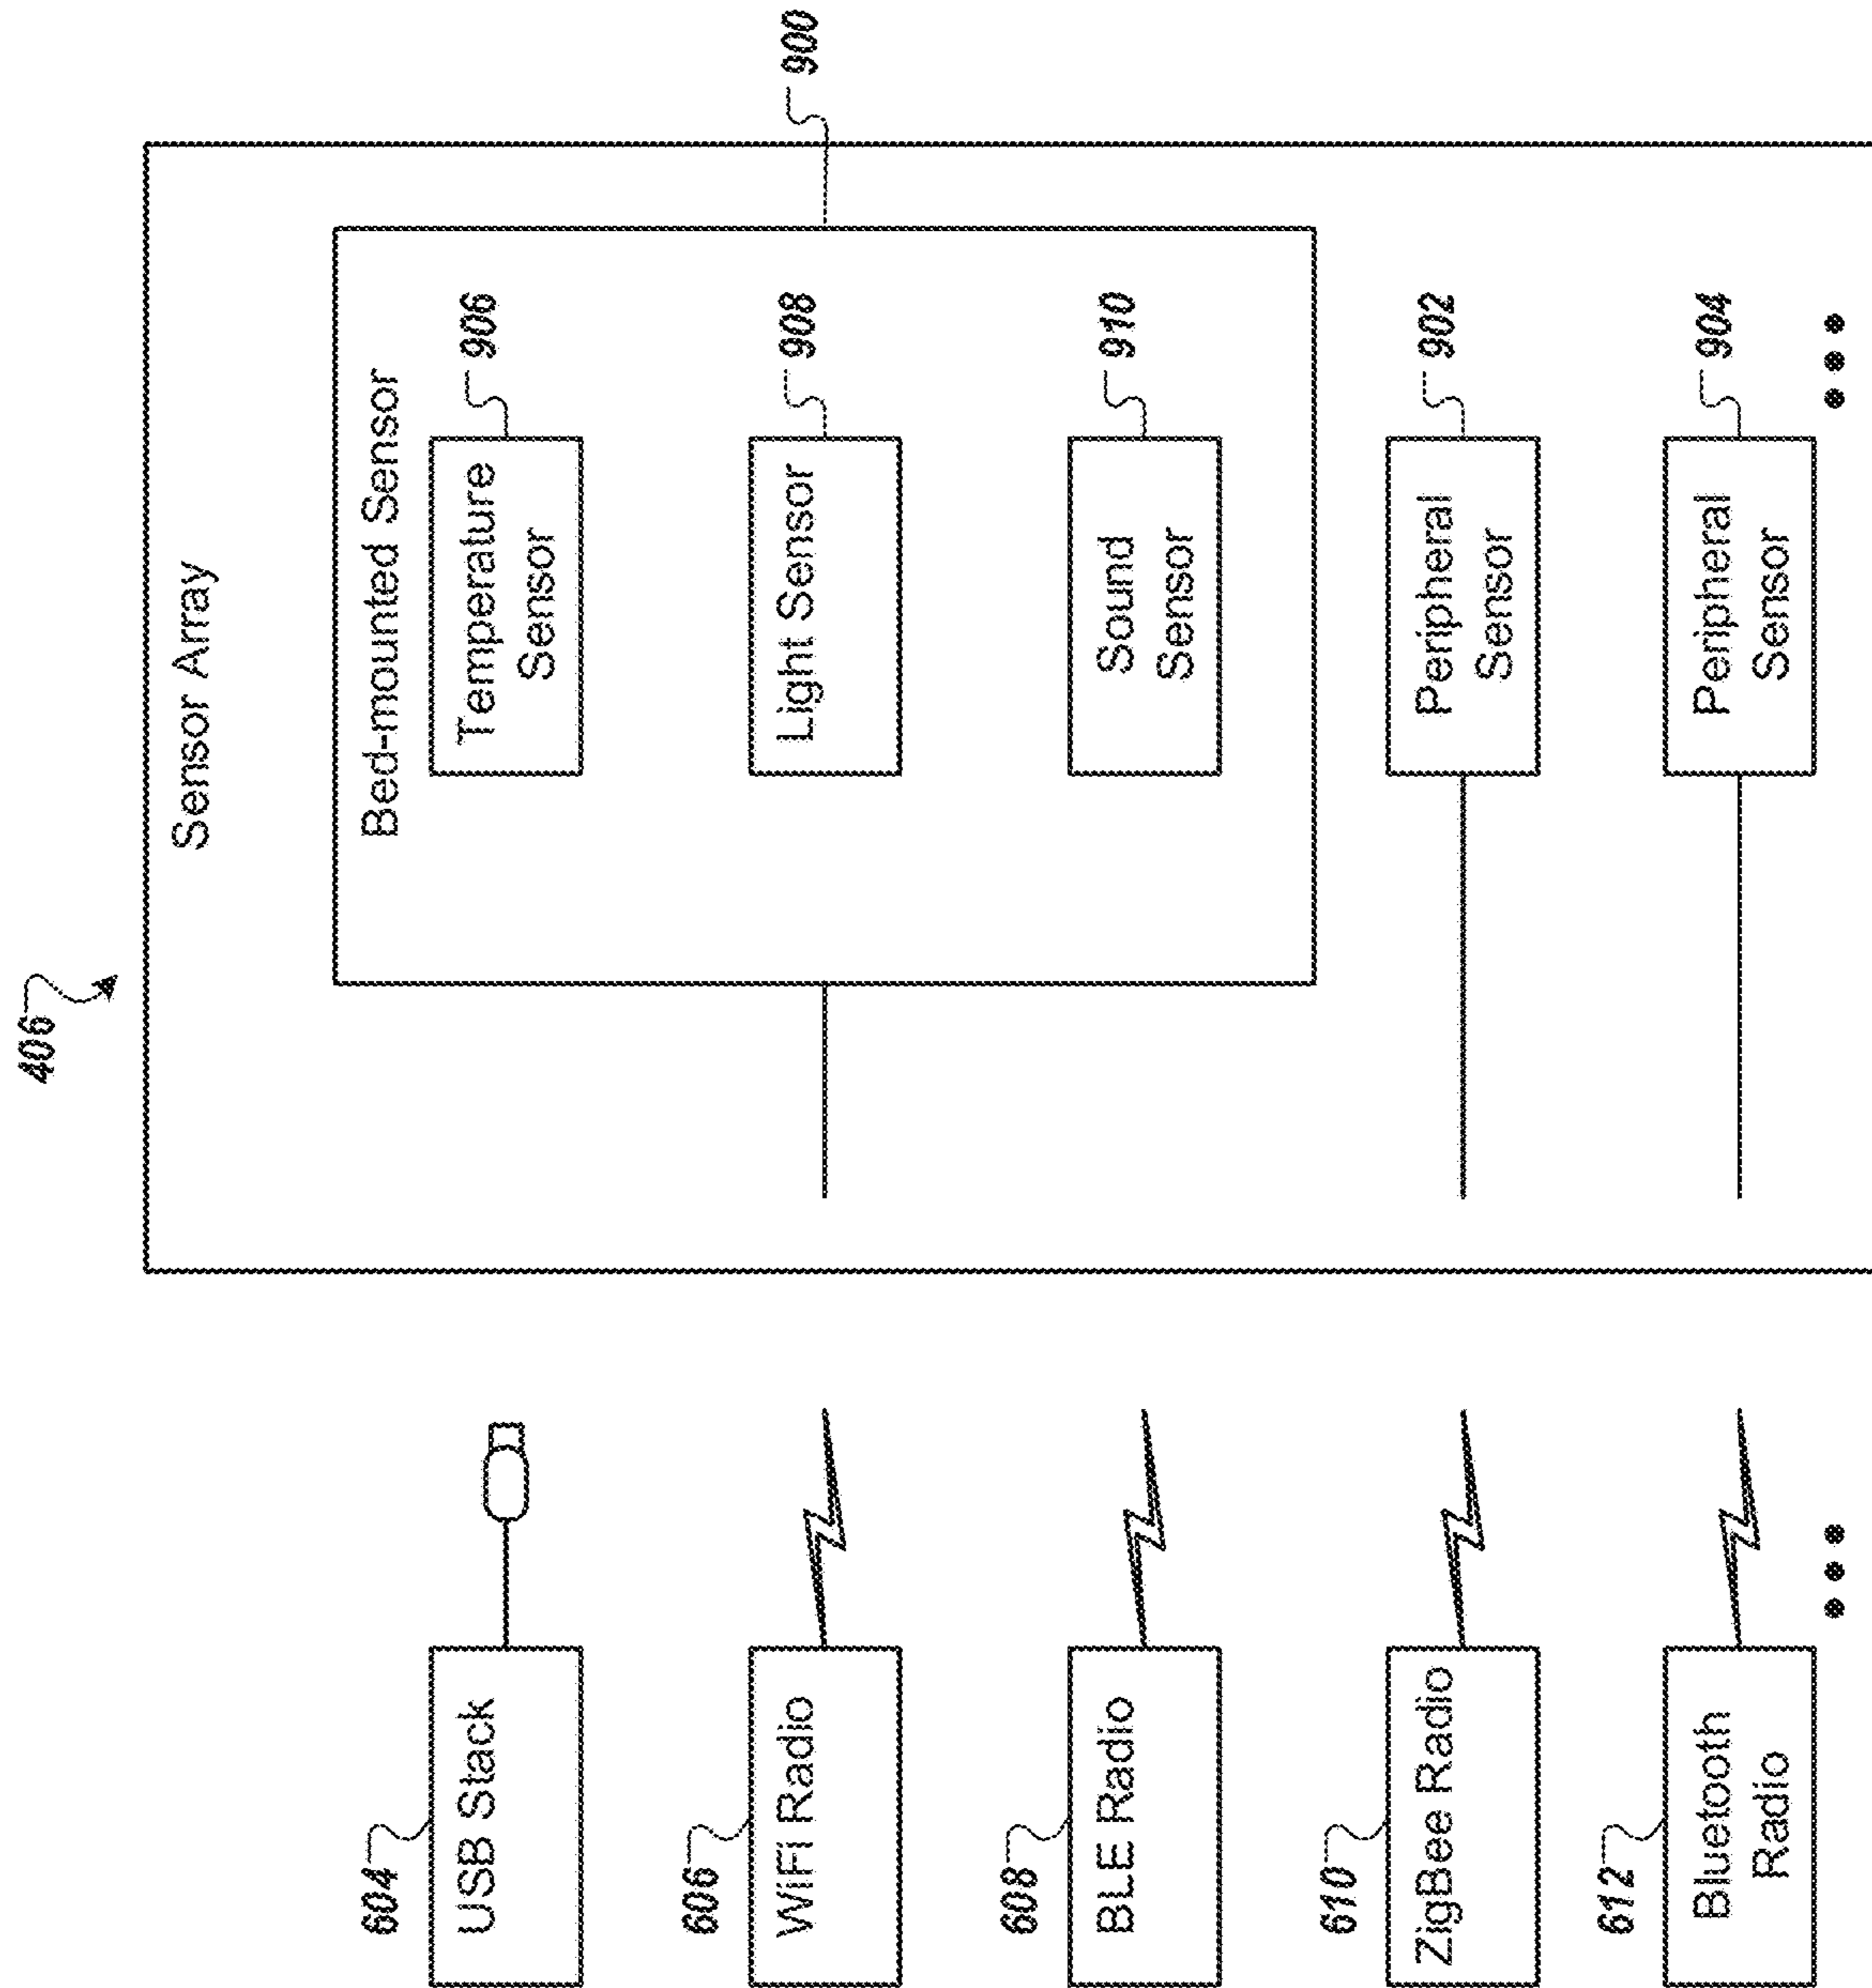 406
Sensor Array
900
Bed-mounted Sensor
604
USB Stack
Temperature
Sensor
906
606
WiFi Radio
Light Sensor
908
608
BLE Radio
Sound
Sensor
910
610
ZigBee Radio
Peripheral
Sensor
902
612
Bluetooth
Radio
Peripheral
Sensor
904